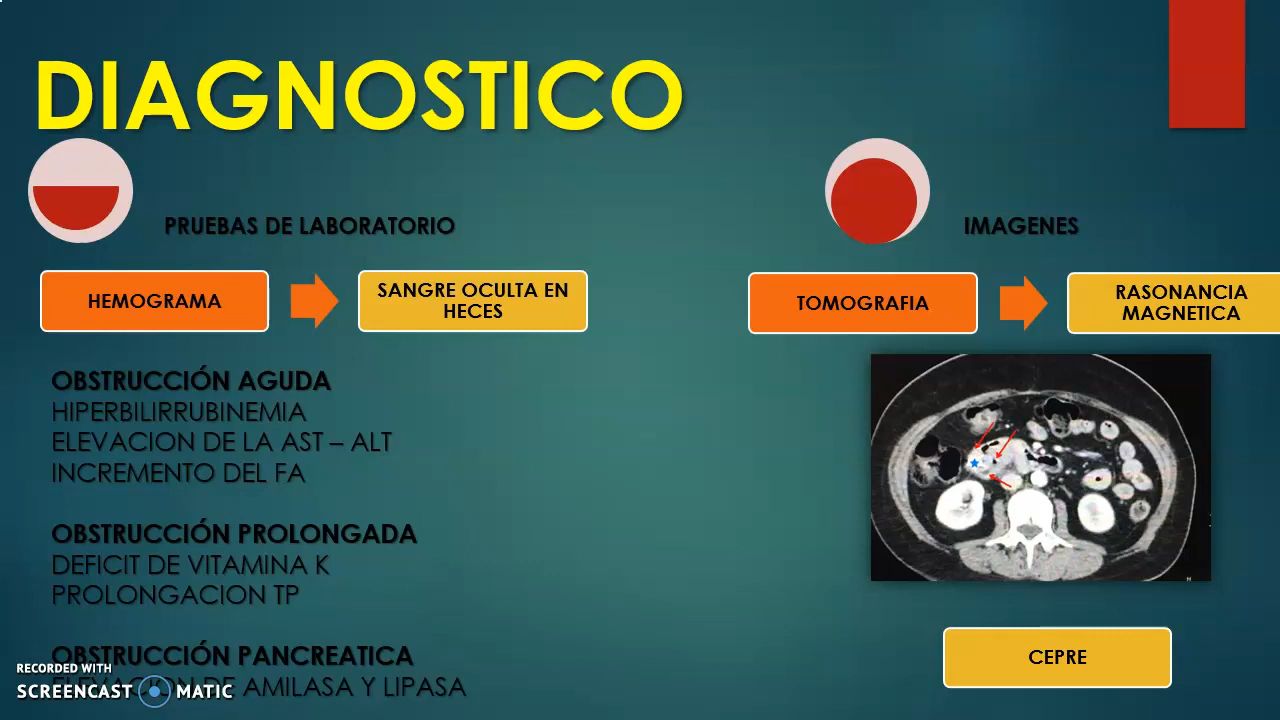 DIAGNOSTICO
PRUEBAS DE LABORATORIO
HEMOGRAMA
SANGRE OCULTA EN
HECES
OBSTRUCCIÓN AGUDA
HIPERBILIRRUBINEMIA
ELEVACION DE LA AST – ALT
INCREMENTO DEL FA
OBSTRUCCIÓN PROLONGADA
DEFICIT DE VITAMINA K
PROLONGACION TP
OBSTRUCCIÓN PANCREATICA
ELEVACION DE AMILASA Y LIPASA
IMAGENES
TOMOGRAFIA
RASONANCIA
MAGNETICA
H
CEPRE
RECORDED WITH
SCREENCAST MATIC